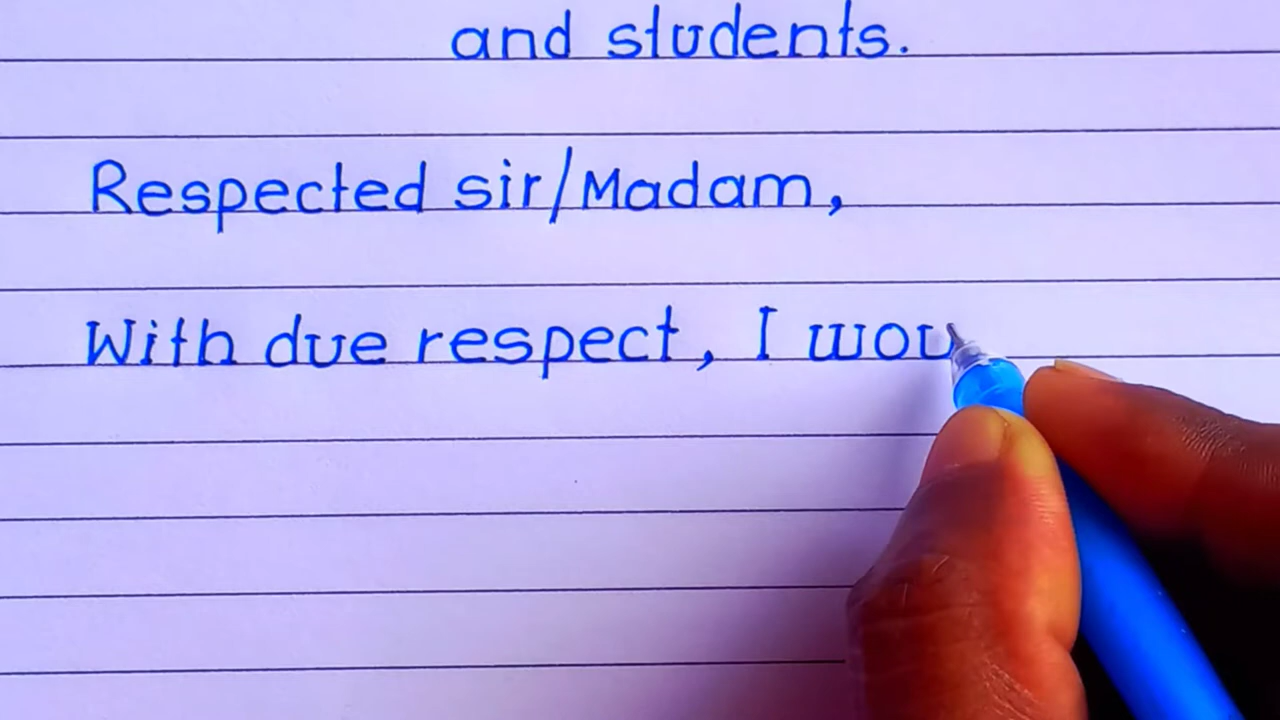 and students.
Respected sir/Madam,
With due respect, I wou